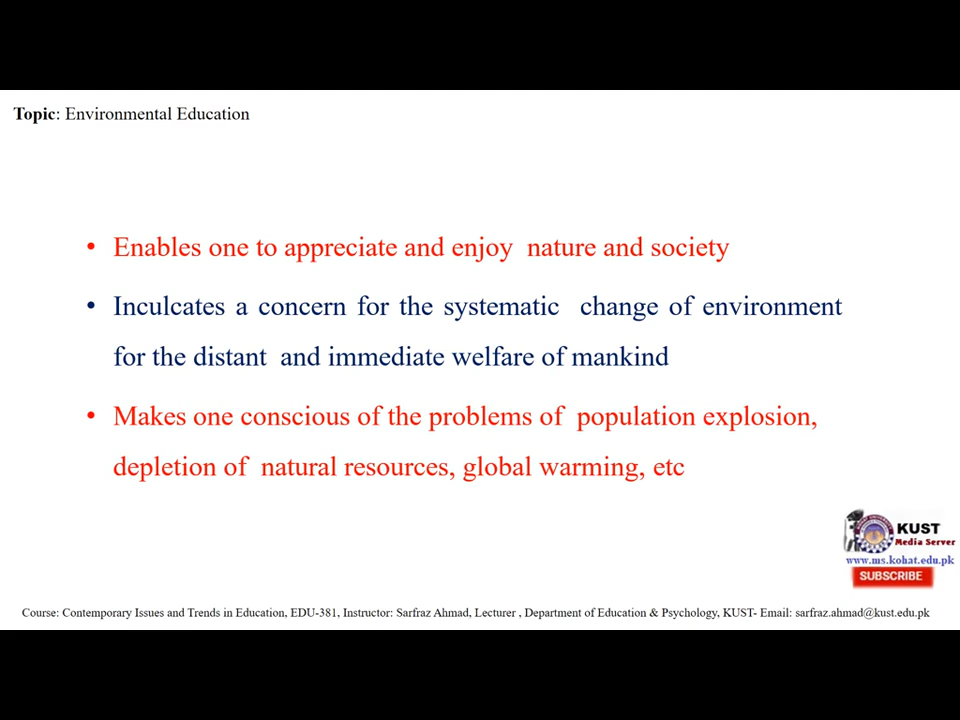 Topic: Environmental Education
• Enables one to appreciate and enjoy nature and society
• Inculcates a concern for the systematic change of environment
for the distant and immediate welfare of mankind
• Makes one conscious of the problems of population explosion,
depletion of natural resources, global warming, etc
KUST
Media Server
www.ms.kohat.edu.pk
SUBSCRIBE
Course: Contemporary Issues and Trends in Education, EDU-381, Instructor: Sarfraz Ahmad, Lecturer , Department of Education & Psychology, KUST- Email: sarfraz.ahmad@kust.edu.pk